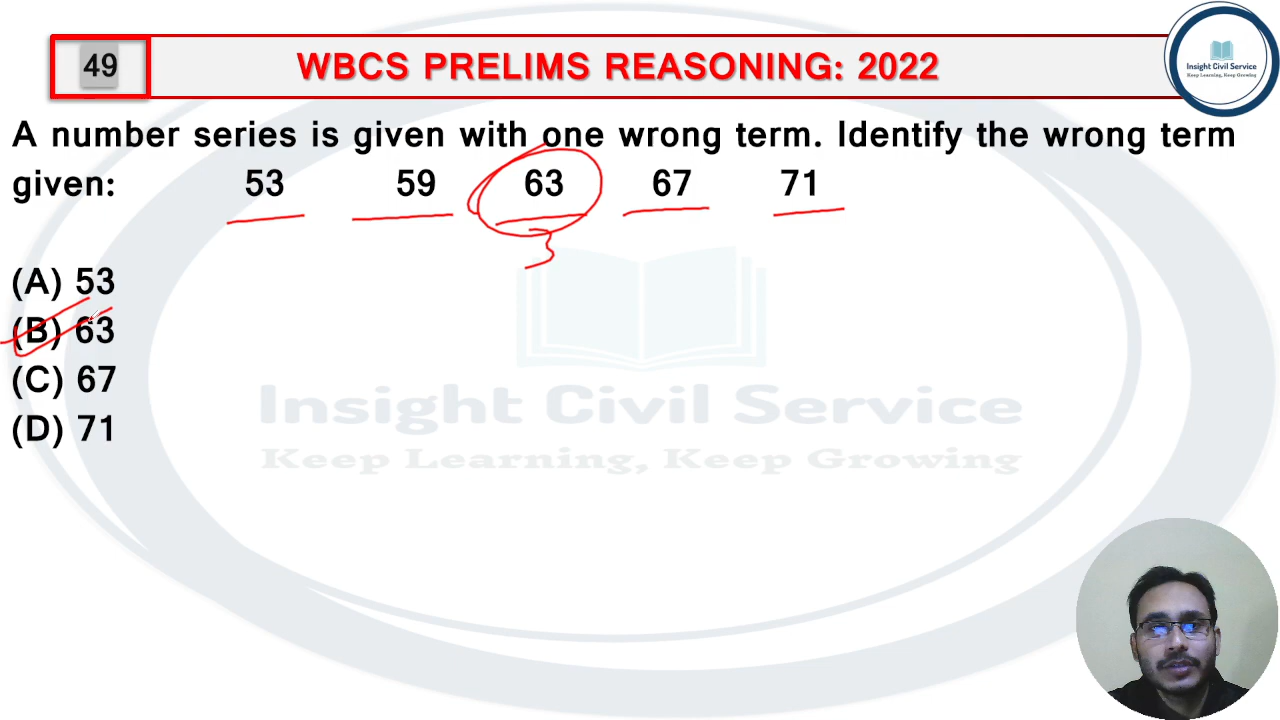 49
WBCS PRELIMS REASONING: 2022
Insight Civil Service
Keep Learning, Keep Growing
A number series is given with one wrong term. Identify the wrong term
given: 53 59 63 67 71
(A) 53
(B) 63
(C) 67
(D) 71
Insight Civil Service
Keep Learning, Keep Growing